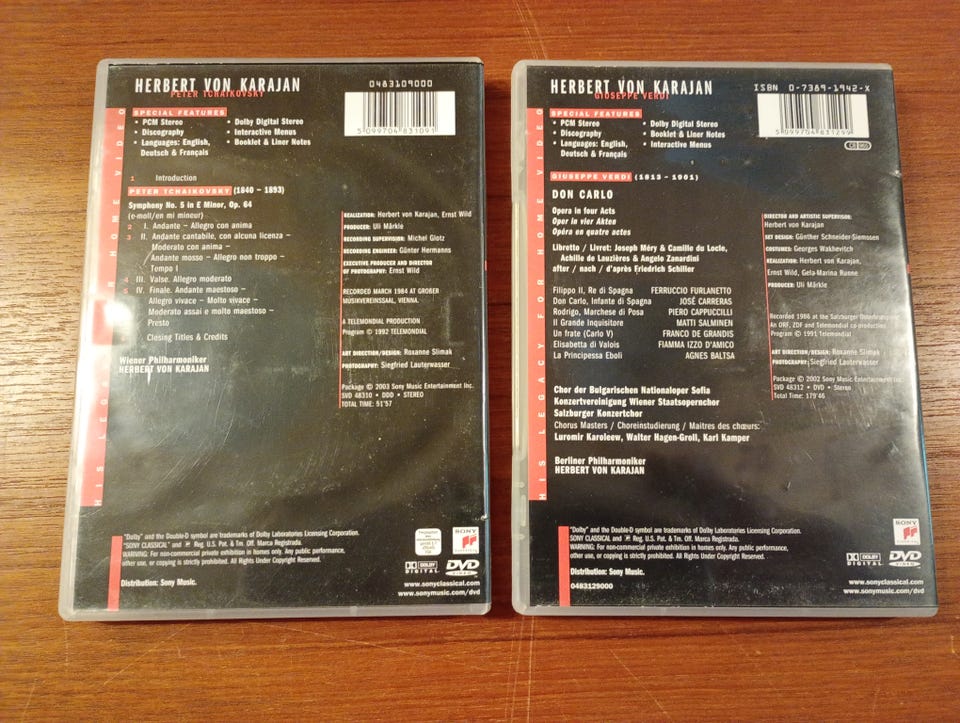 HERBERT VON KARAJAN
PETER TCHAIKOVSKY
0483109000
5099704831091
SPECIAL FEATURES
• PCM Stereo
• Discography
• Languages: English,
Deutsch & Français
• Dolby Digital Stereo
• Interactive Menus
• Booklet & Liner Notes
HOME VIDEO
1 Introduction
PETER TCHAIKOVSKY (1840 – 1893)
Symphony No. 5 in E Minor, Op. 64
(e-moll/en mi mineur)
2 I. Andante – Allegro con anima
3 II. Andante cantabile, con alcuna licenza –
Moderato con anima –
Andante mosso – Allegro non troppo –
Tempo I
4 III. Valse. Allegro moderato
5 IV. Finale. Andante maestoso –
Allegro vivace – Molto vivace –
Moderato assai e molto maestoso –
Presto
Closing Titles & Credits
Wiener Philharmoniker
HERBERT VON KARAJAN
REALIZATION: Herbert von Karajan, Ernst Wild
PRODUCER: Uli Märkle
RECORDING SUPERVISION: Michel Glotz
RECORDING ENGINEER: Günter Hermanns
EXECUTIVE PRODUCER AND DIRECTOR
OF PHOTOGRAPHY: Ernst Wild
RECORDED MARCH 1984 AT GROßER
MUSIKVEREINSSAAL, VIENNA.
A TELEMONDIAL PRODUCTION
Program © 1992 TELEMONDIAL
ART DIRECTION/DESIGN: Roxanne Slimak
PHOTOGRAPHY: Siegfried Lauterwasser
Package © 2003 Sony Music Entertainment Inc.
SVD 48310 • DDD • STEREO
TOTAL TIME: 51'57
"Dolby" and the Double-D symbol are trademarks of Dolby Laboratories Licensing Corporation.
"SONY CLASSICAL" and Reg. U.S. Pat. & Tm. Off. Marca Registrada.
WARNING: For non-commercial private exhibition in homes only. Any public performance,
other use, or copying is strictly prohibited. All Rights Under Copyright Reserved.
Distribution: Sony Music.
DOLBY
DIGITAL
DVD
VIDEO
www.sonyclassical.com
www.sonymusic.com/dvd
HERBERT VON KARAJAN
GIUSEPPE VERDI
ISBN 0-7389-1942-X
5099704831299
SPECIAL FEATURES
• PCM Stereo
• Discography
• Languages: English,
Deutsch & Français
• Dolby Digital Stereo
• Booklet & Liner Notes
• Interactive Menus
HIS LEGACY FOR HOME VIDEO
GIUSEPPE VERDI (1813 – 1901)
DON CARLO
Opera in four Acts
Oper in vier Akten
Opéra en quatre actes
Libretto / Livret: Joseph Méry & Camille du Locle,
Achille de Lauzières & Angelo Zanardini
after / nach / d'après Friedrich Schiller
Filippo II, Re di Spagna FERRUCCIO FURLANETTO
Don Carlo, Infante di Spagna JOSÉ CARRERAS
Rodrigo, Marchese di Posa PIERO CAPPUCCILLI
Il Grande Inquisitore MATTI SALMINEN
Un frate (Carlo V) FRANCO DE GRANDIS
Elisabetta di Valois FIAMMA IZZO D'AMICO
La Principessa Eboli AGNES BALTSA
Chor der Bulgarischen Nationaloper Sofia
Konzertvereinigung Wiener Staatsopernchor
Salzburger Konzertchor
Chorus Masters / Choreinstudierung / Maitres des chœurs:
Luromir Karoleew, Walter Hagen-Groll, Karl Kamper
Berliner Philharmoniker
HERBERT VON KARAJAN
DIRECTOR AND ARTISTIC SUPERVISOR:
Herbert von Karajan
SET DESIGN: Günther Schneider-Siemssen
COSTUMES: Georges Wakhevitch
REALIZATION: Herbert von Karajan,
Ernst Wild, Gela-Marina Runne
PRODUCER: Uli Märkle
Recorded 1986 at the Salzburg Osterfestspiele
An ORF, ZDF and Telemondial co-production
Program © 1991 Telemondial
ART DIRECTION/DESIGN: Roxanne Slimak
PHOTOGRAPHY: Siegfried Lauterwasser
Package © 2002 Sony Music Entertainment Inc.
SVD 48312 • DVD • Stereo
Total Time: 179'46
"Dolby" and the Double-D symbol are trademarks of Dolby Laboratories Licensing Corporation.
SONY CLASSICAL and Reg. U.S. Pat. & Tm. Off. Marca Registrada.
WARNING: For non-commercial private exhibition in homes only. Any public performance,
other use, or copying is strictly prohibited. All Rights Under Copyright Reserved.
Distribution: Sony Music.
0483129000
SONY
DOLBY
DIGITAL
DVD
VIDEO
www.sonyclassical.com
www.sonymusic.com/dvd